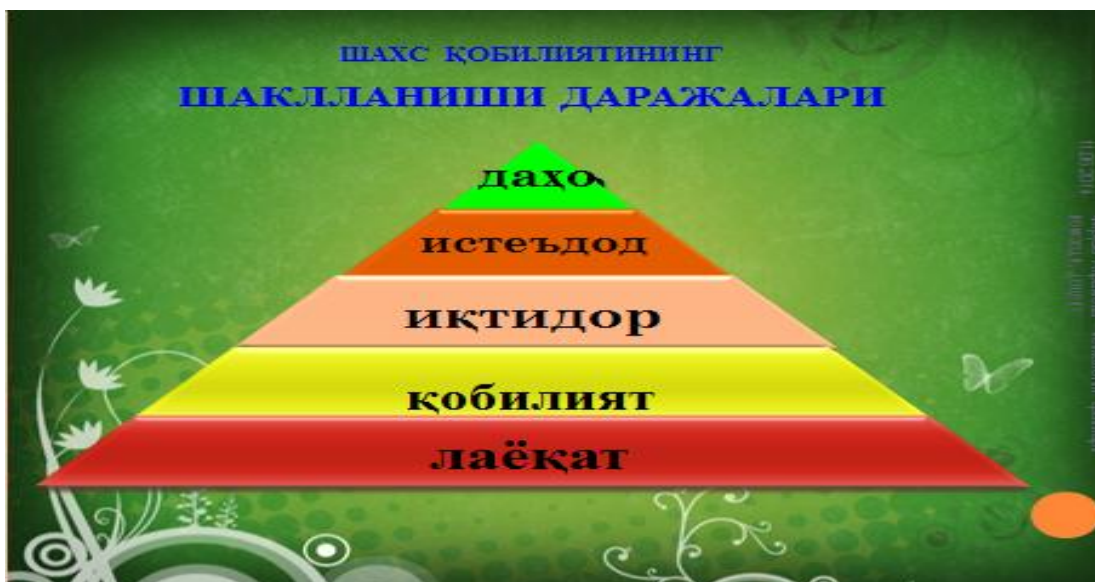 ШАХС ҚОБИЛИЯТИНИНГ
ШАКЛЛАНИШИ ДАРАЖАЛАРИ
даҳо
истеъдод
иқтидор
қобилият
лаёқат